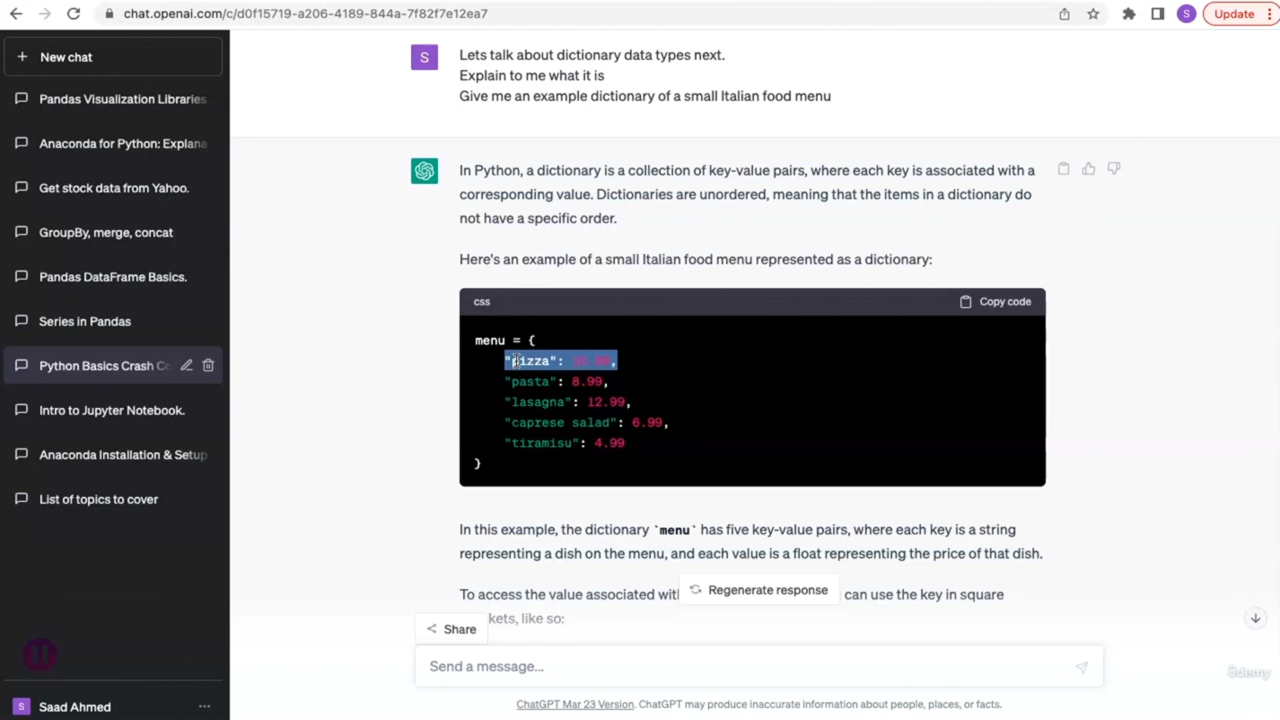 chat.openai.com/c/d0f15719-a206-4189-844a-7f82f7e12ea7
S
Update
New chat
Pandas Visualization Libraries
Anaconda for Python: Explana
Get stock data from Yahoo.
GroupBy, merge, concat
Pandas DataFrame Basics.
Series in Pandas
Python Basics Crash Co
Intro to Jupyter Notebook.
Anaconda Installation & Setup
List of topics to cover
S
Saad Ahmed
S
Lets talk about dictionary data types next.
Explain to me what it is
Give me an example dictionary of a small Italian food menu
In Python, a dictionary is a collection of key-value pairs, where each key is associated with a
corresponding value. Dictionaries are unordered, meaning that the items in a dictionary do
not have a specific order.
Here's an example of a small Italian food menu represented as a dictionary:
css
Copy code
menu = {
"pizza": ,
"pasta": 8.99,
"lasagna": 12.99,
"caprese salad": 6.99,
"tiramisu": 4.99
}
In this example, the dictionary `menu` has five key-value pairs, where each key is a string
representing a dish on the menu, and each value is a float representing the price of that dish.
To access the value associated with can use the key in square
kets, like so:
Regenerate response
Share
Send a message...
ChatGPT Mar 23 Version. ChatGPT may produce inaccurate information about people, places, or facts.
ûdemy